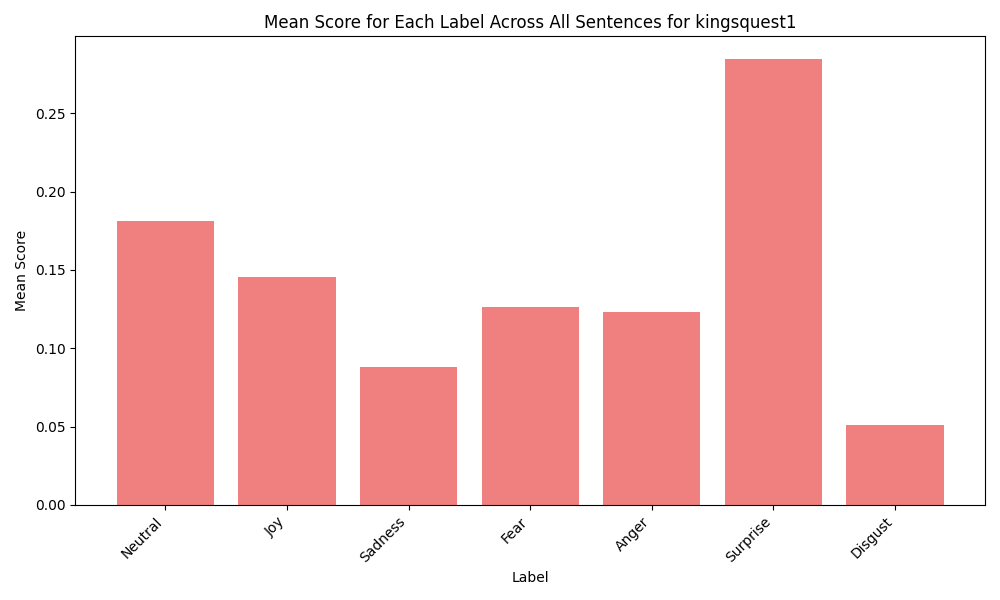 Mean Score for Each Label Across All Sentences for kingsquest1
Mean Score
0.25
0.20
0.15
0.10
0.05
0.00
Neutral
Joy
Sadness
Fear
Anger
Surprise
Disgust
Label